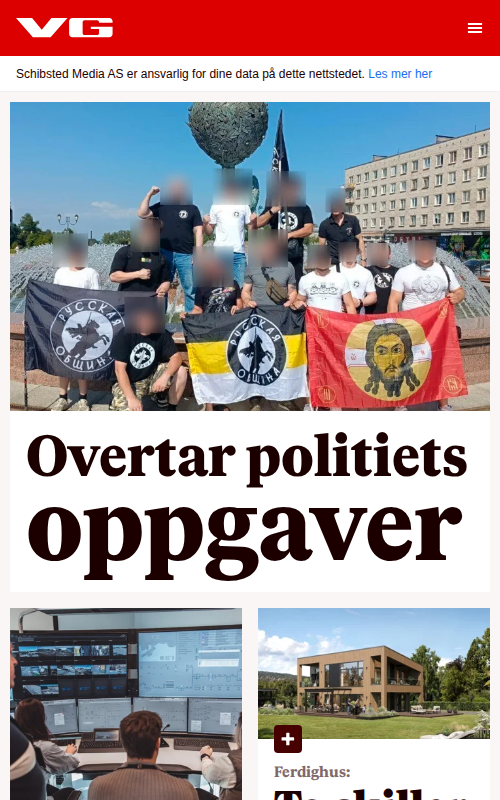 VG
Schibsted Media AS er ansvarlig for dine data på dette nettstedet. Les mer her
РУССКАЯ
ОБЩИНА
РУССКАЯ
ОБЩИНА
Overtar politiets
oppgaver
Ferdighus: